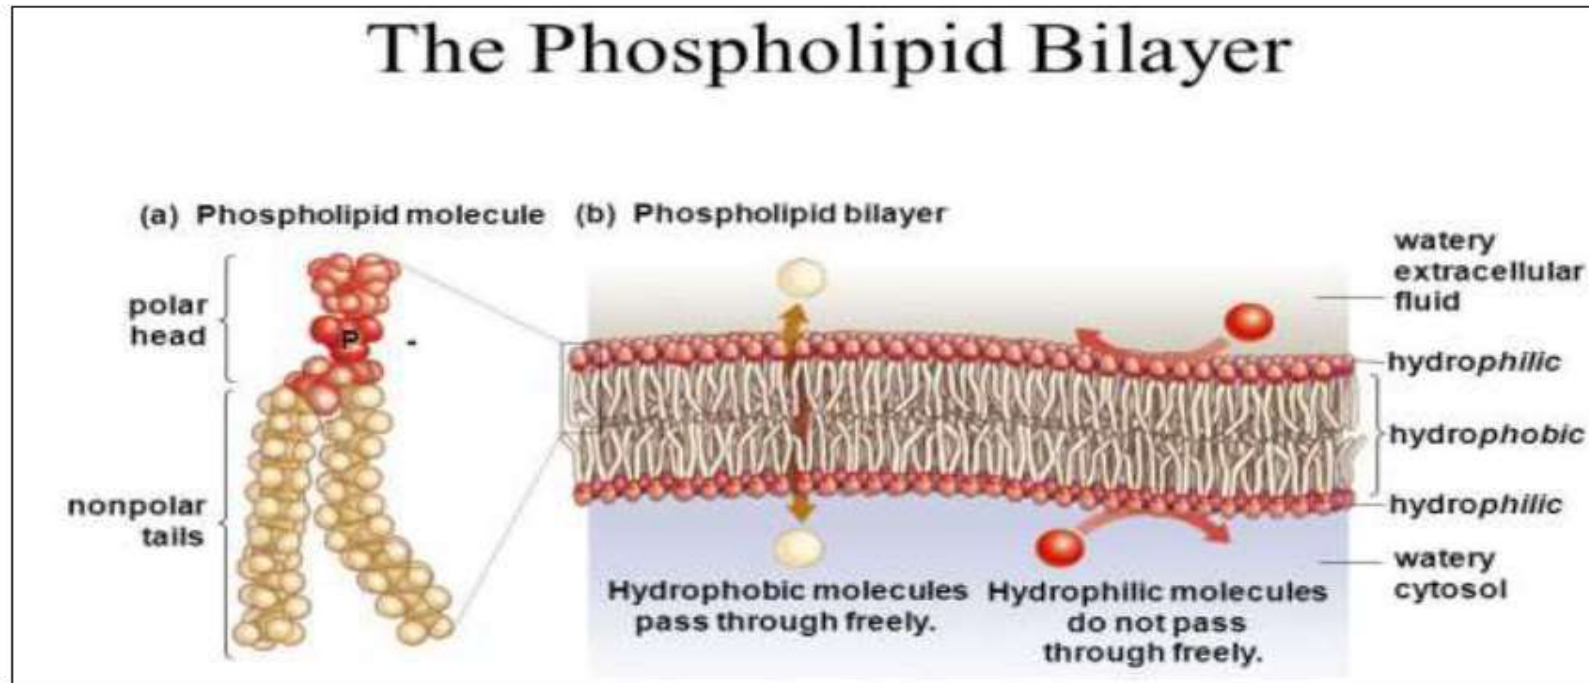 The Phospholipid Bilayer
(a) Phospholipid molecule
(b) Phospholipid bilayer
polar
head
P
-
nonpolar
tails
watery
extracellular
fluid
hydrophilic
hydrophobic
hydrophilic
watery
cytosol
Hydrophobic molecules
pass through freely.
Hydrophilic molecules
do not pass
through freely.